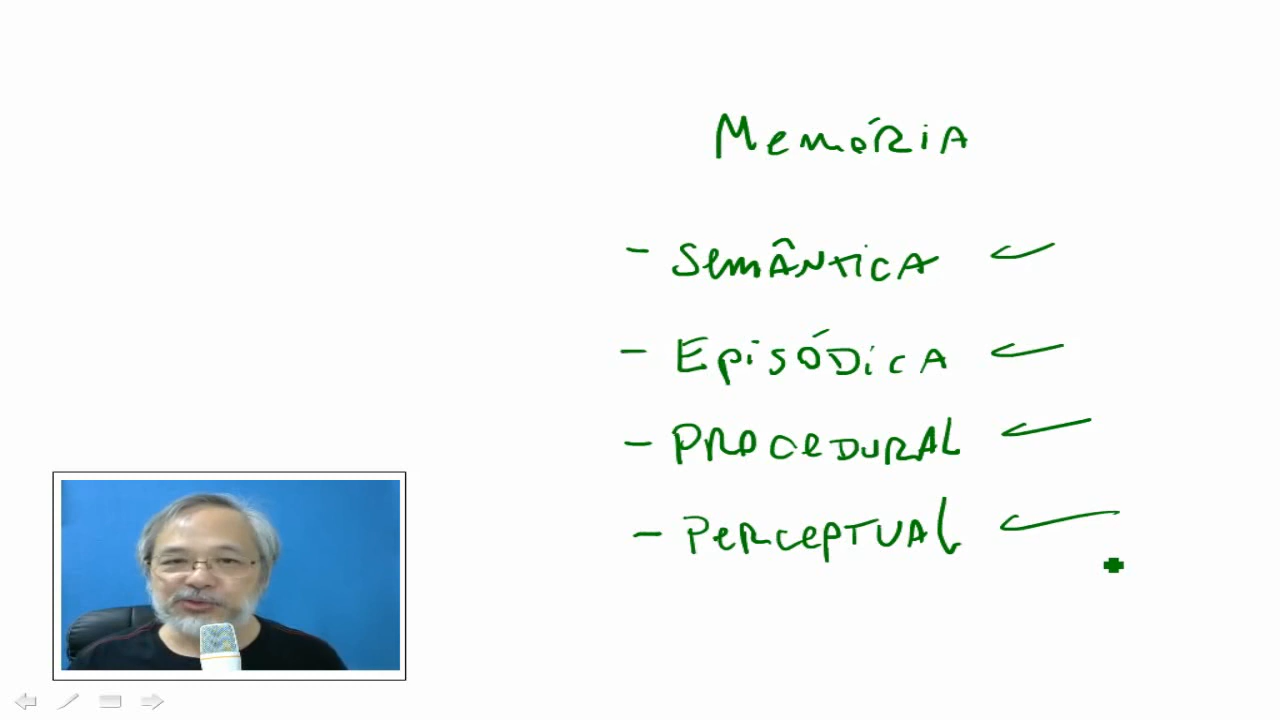 Memória
- Semântica
- Episódica
- Procedural
- Perceptual